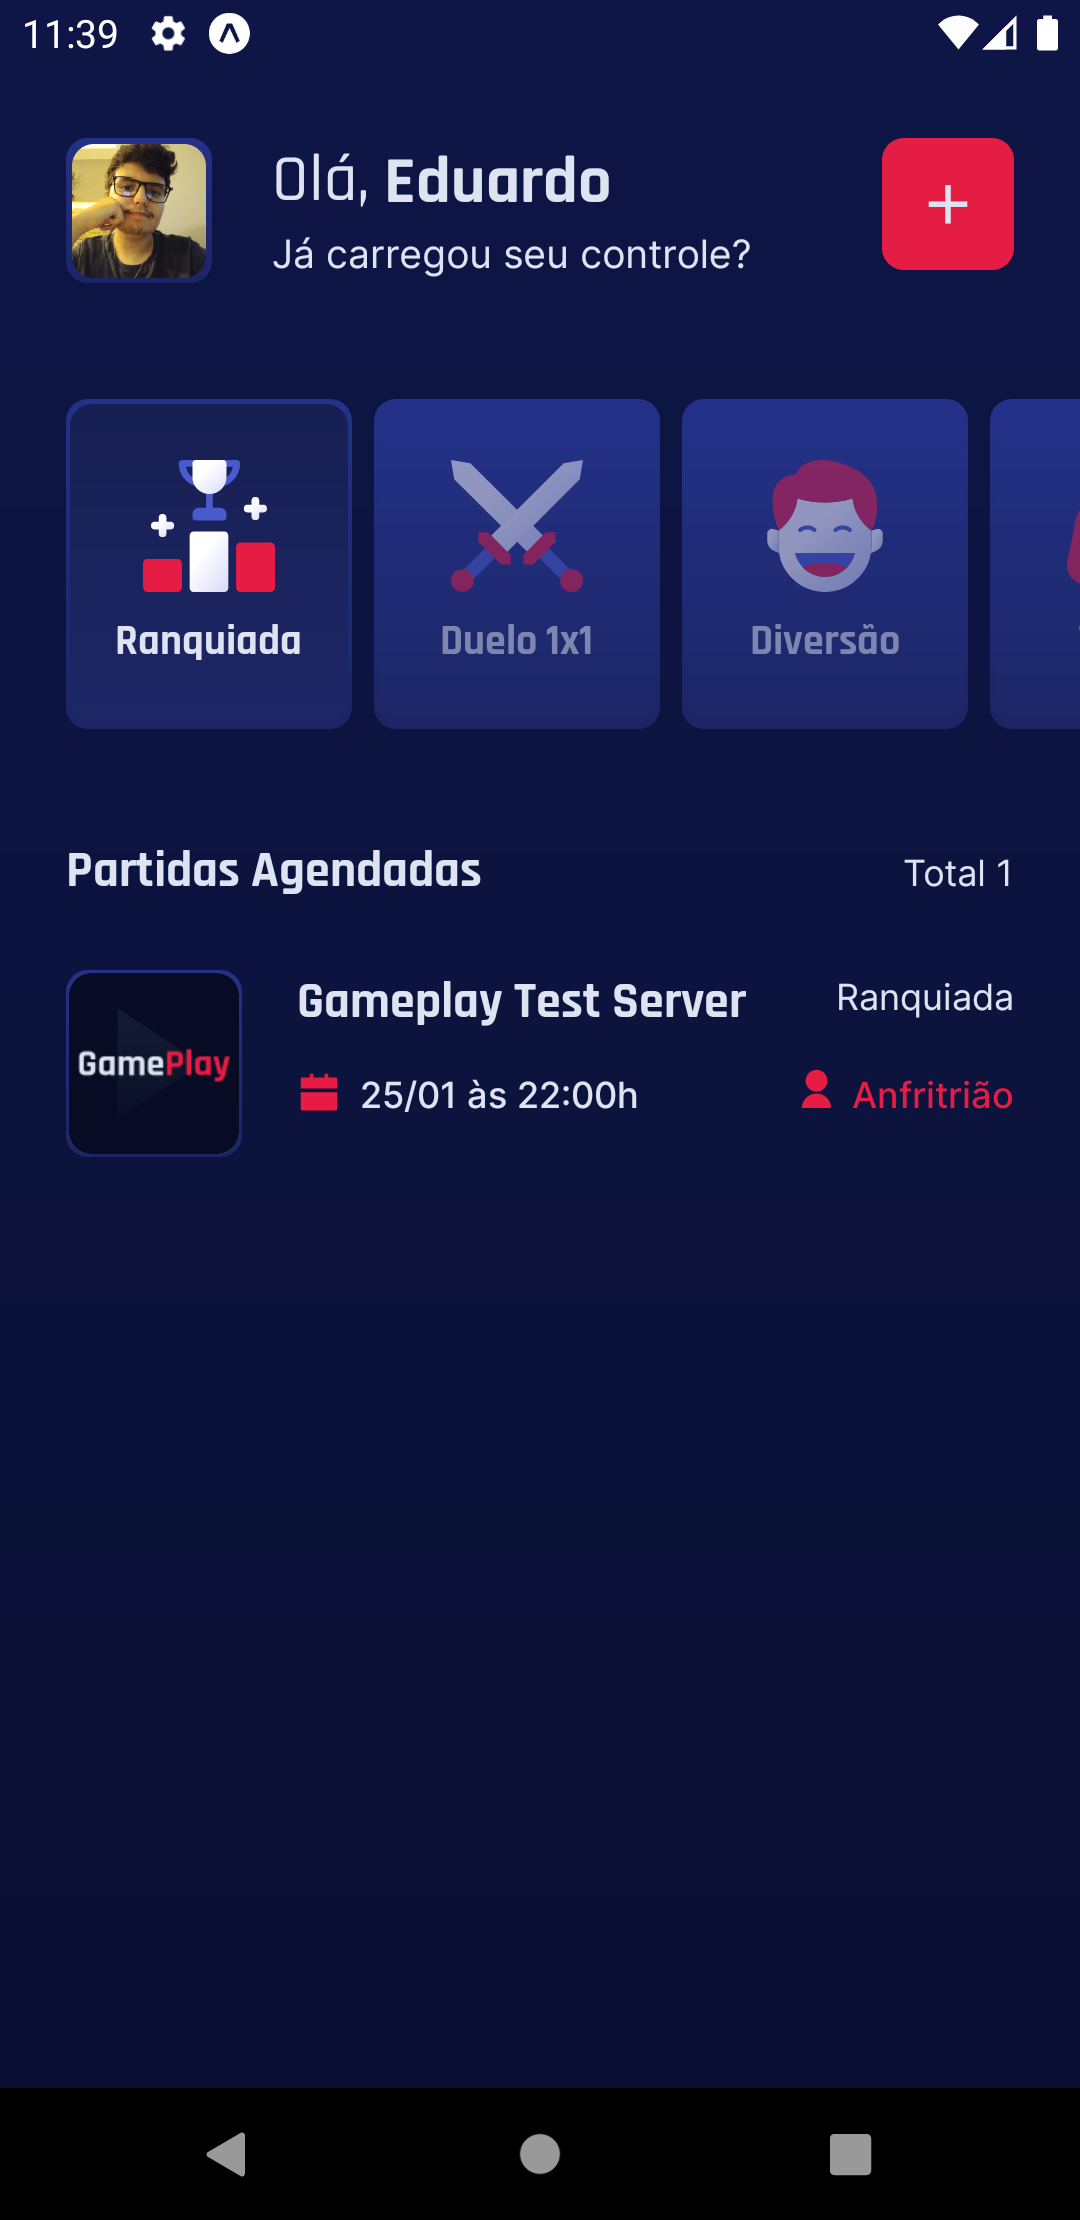 11:39
Olá, Eduardo
Já carregou seu controle?
Ranquiada
Duelo 1x1
Diversão
Partidas Agendadas
Total 1
GamePlay
Gameplay Test Server
Ranquiada
25/01 às 22:00h
Anfritrião